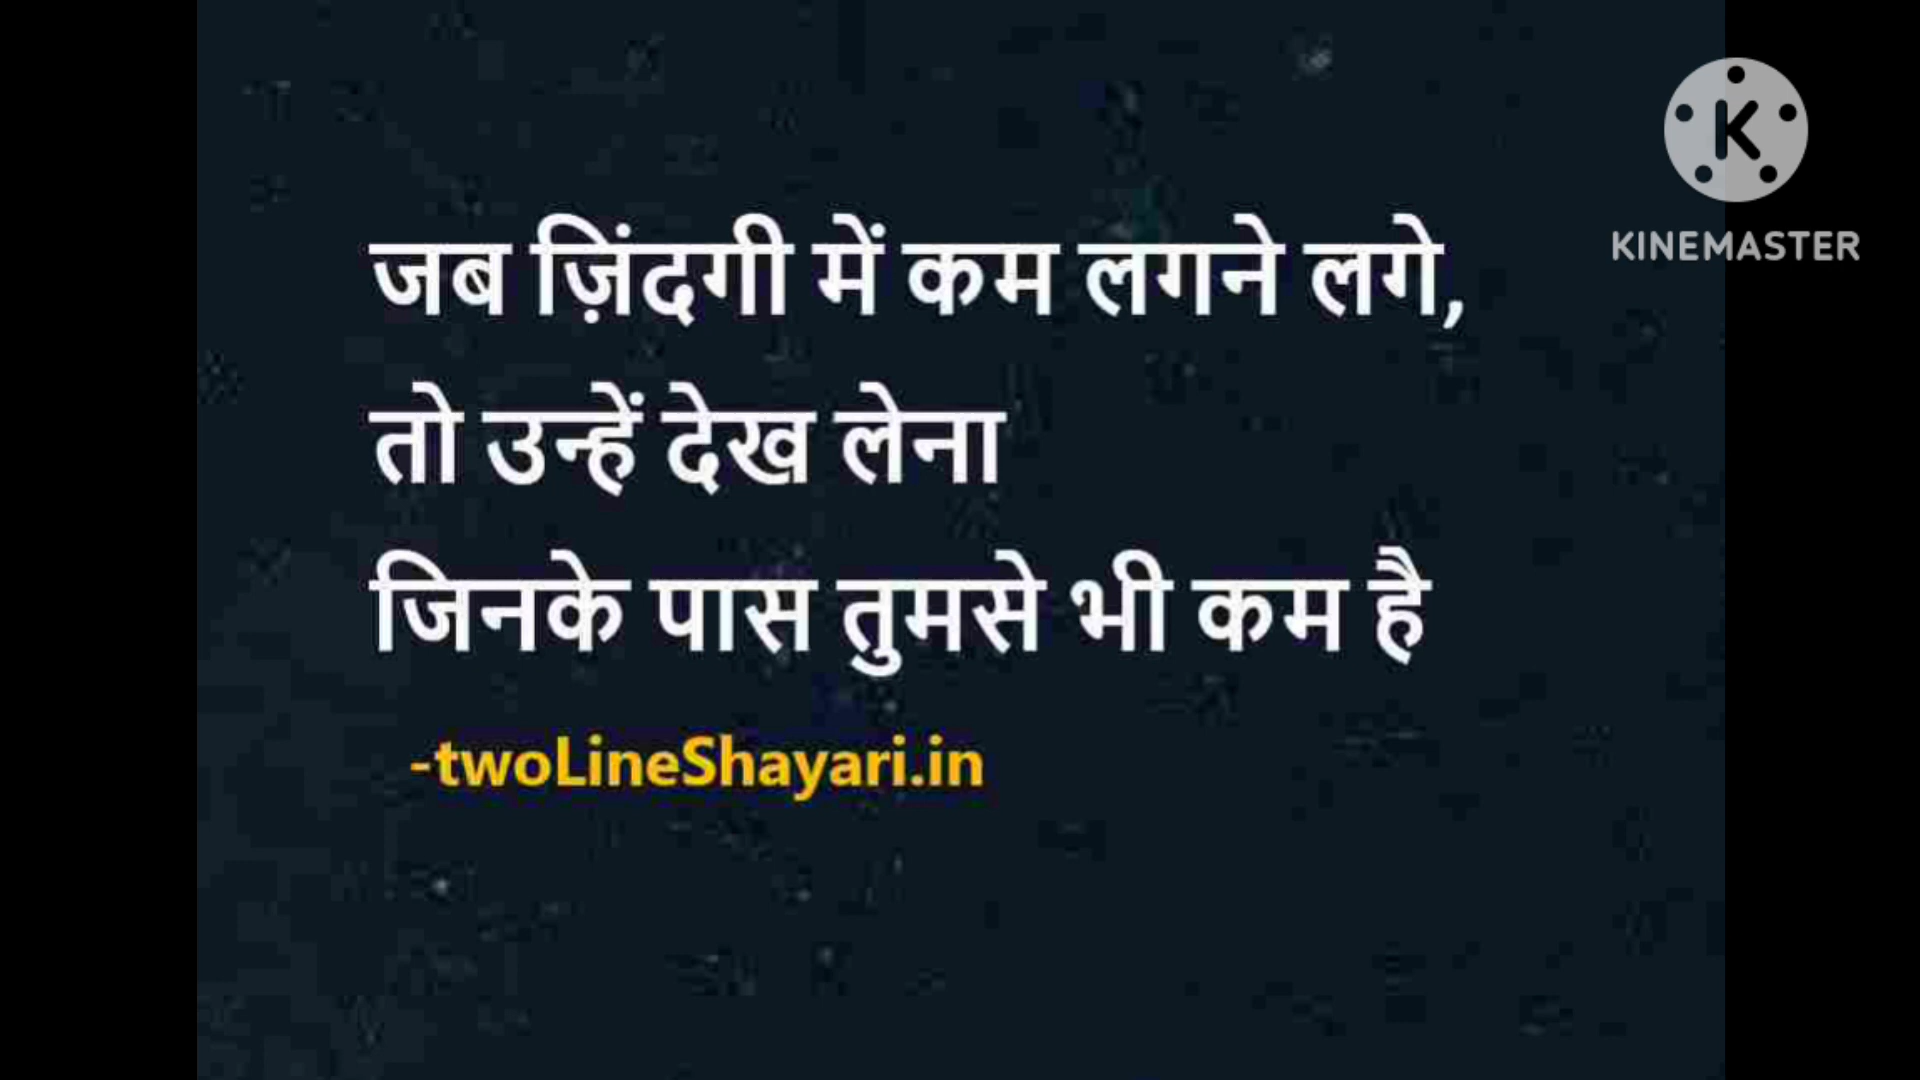 जब ज़िंदगी में कम लगने लगे,
तो उन्हें देख लेना
जिनके पास तुमसे भी कम है
-twoLineShayari.in
K
KINEMASTER